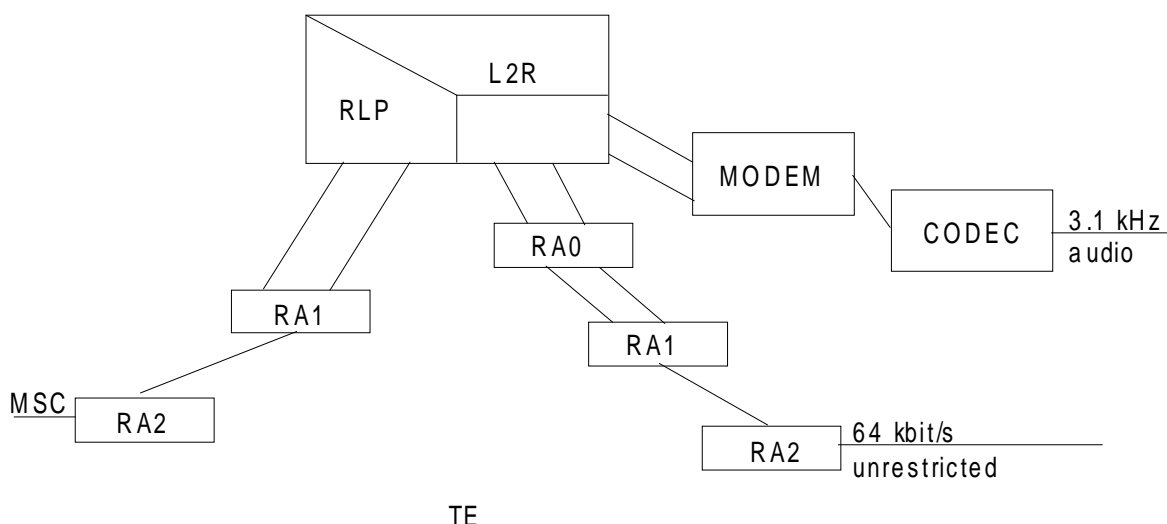 L2R
RLP
MODEM
CODEC
3.1 kHz
audio
RA0
RA1
RA1
MSC
RA2
RA2
64 kbit/s
unrestricted
TE